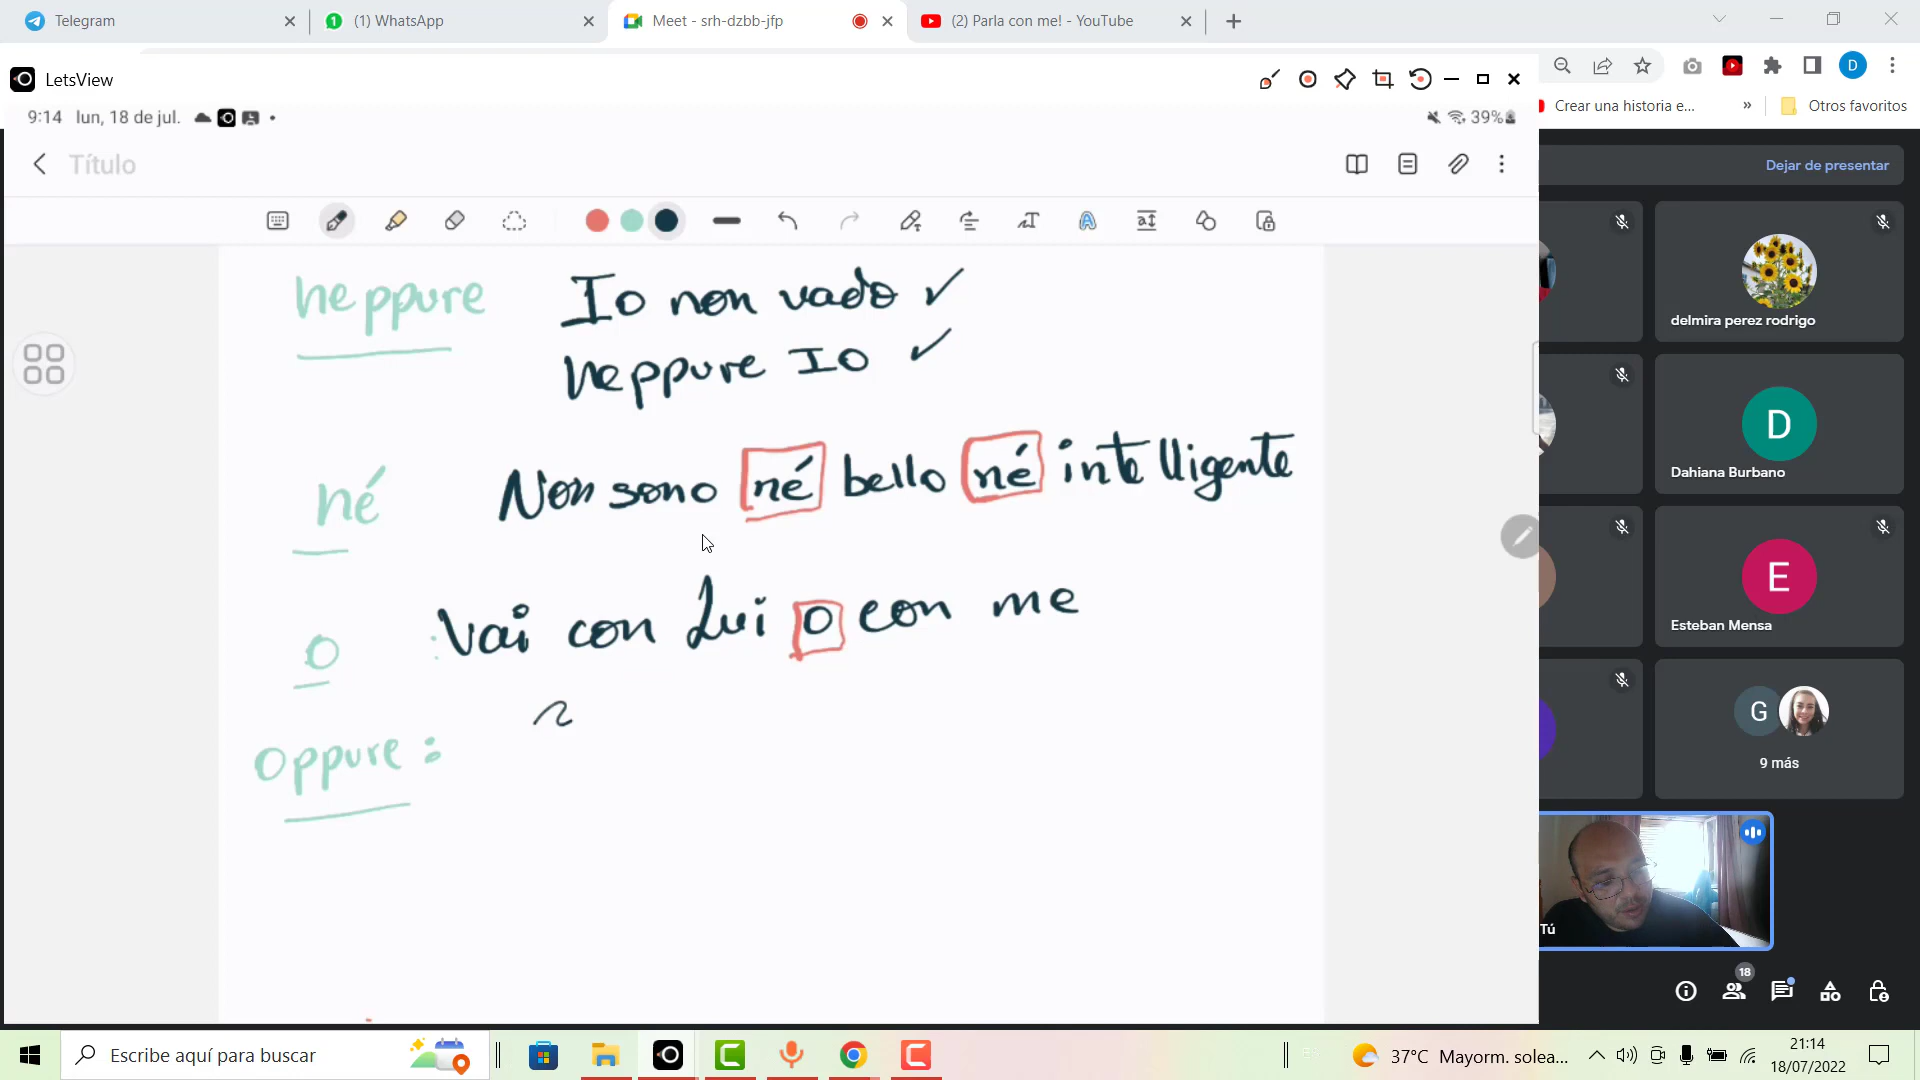 Telegram
(1) WhatsApp
Meet - srh-dzbb-jfp
(2) Parla con me! - YouTube
LetsView
D
Crear una historia e...
»
Otros favoritos
9:14 lun, 18 de jul.
39%
Título
Dejar de presentar
heppure
Io non vado ✓
heppure Io ✓
né
Non sono né bello né intelligente
o
: Vai con Lui o con me
oppure :
delmira perez rodrigo
D
Dahiana Burbano
E
Esteban Mensa
G
9 más
Tú
18
Escribe aquí para buscar
37°C Mayorm. solea...
21:14
18/07/2022